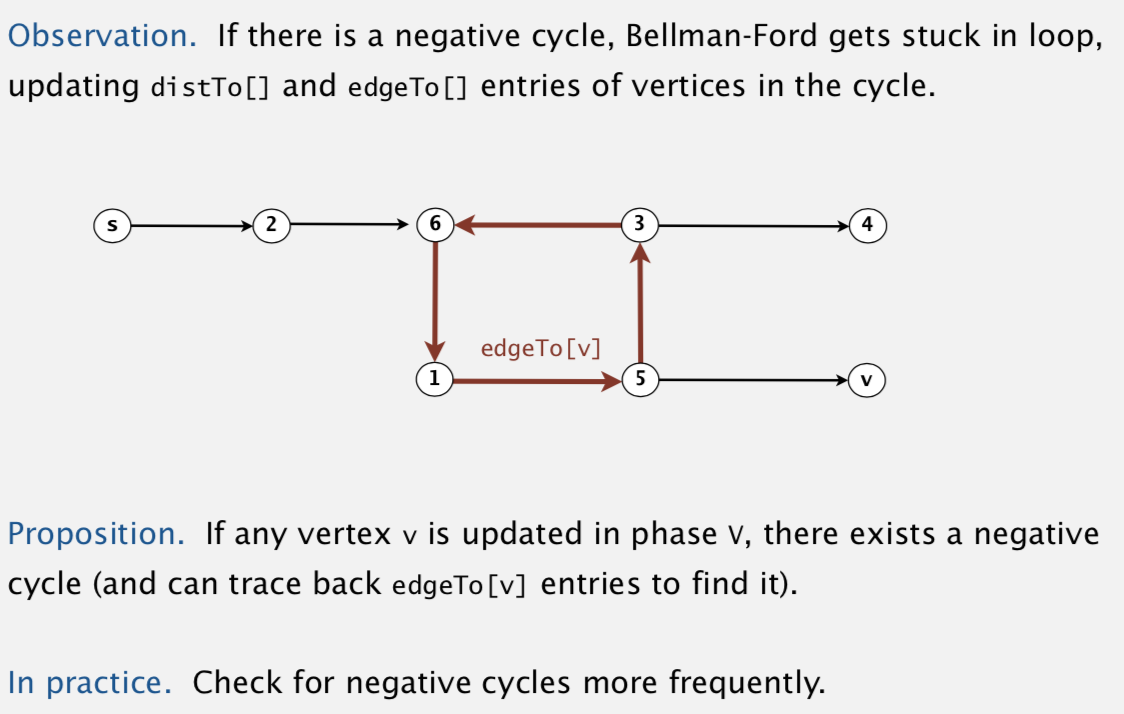 Observation. If there is a negative cycle, Bellman-Ford gets stuck in loop,
updating distTo[] and edgeTo[] entries of vertices in the cycle.
s 2 6 3 4
edgeTo[v]
1 5 v
Proposition. If any vertex v is updated in phase V, there exists a negative
cycle (and can trace back edgeTo[v] entries to find it).
In practice. Check for negative cycles more frequently.